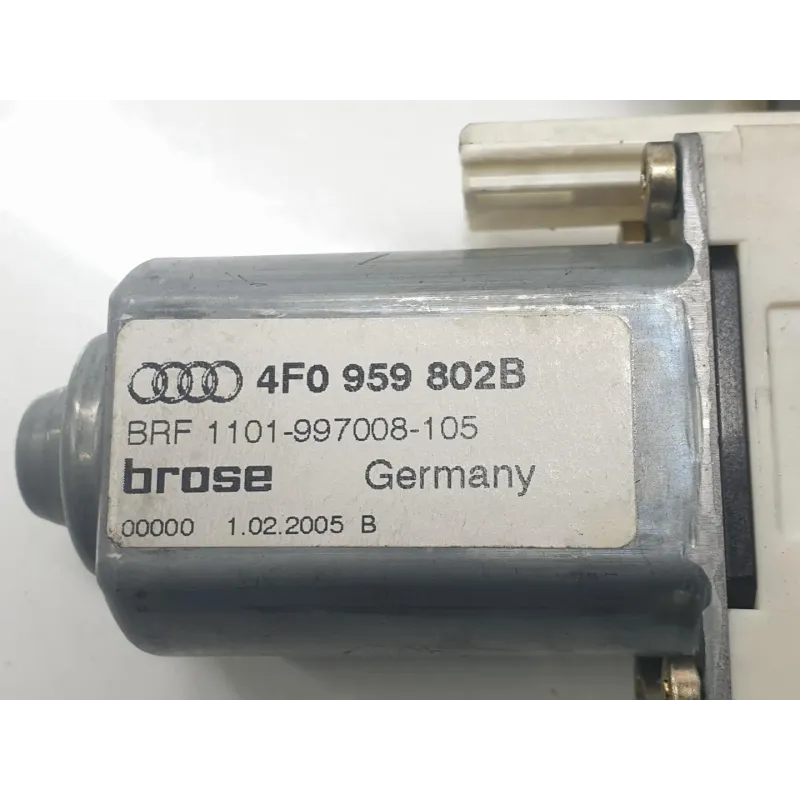 4F0 959 802B
BRF 1101-997008-105
brose Germany
00000 1.02.2005 B